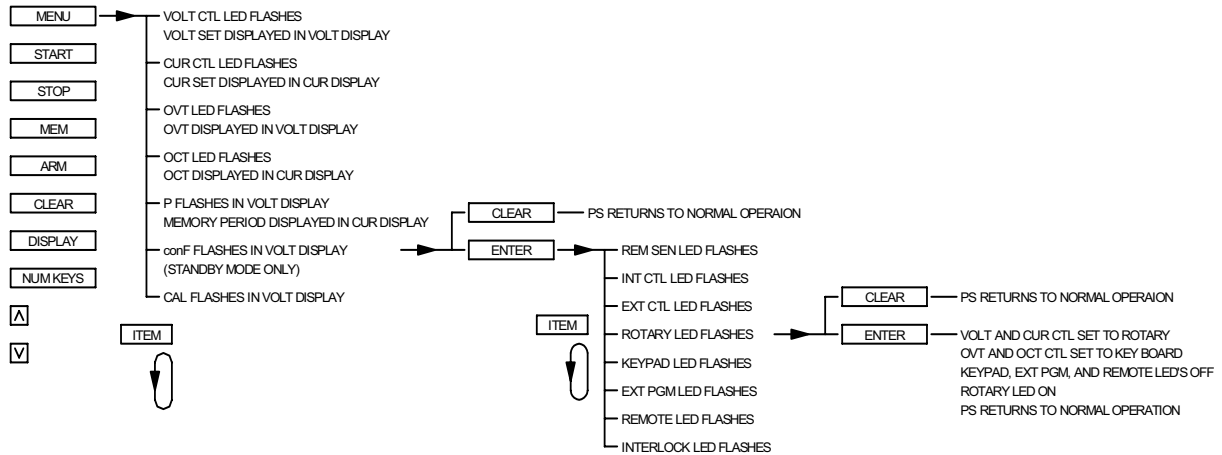 MENU
START
STOP
MEM
ARM
CLEAR
DISPLAY
NUM KEYS
VOLT CTL LED FLASHES
VOLT SET DISPLAYED IN VOLT DISPLAY
CUR CTL LED FLASHES
CUR SET DISPLAYED IN CUR DISPLAY
OVT LED FLASHES
OVT DISPLAYED IN VOLT DISPLAY
OCT LED FLASHES
OCT DISPLAYED IN CUR DISPLAY
P FLASHES IN VOLT DISPLAY
MEMORY PERIOD DISPLAYED IN CUR DISPLAY
conF FLASHES IN VOLT DISPLAY
(STANDBY MODE ONLY)
CAL FLASHES IN VOLT DISPLAY
ITEM
CLEAR
PS RETURNS TO NORMAL OPERAION
ENTER
REM SEN LED FLASHES
INT CTL LED FLASHES
EXT CTL LED FLASHES
ROTARY LED FLASHES
KEYPAD LED FLASHES
EXT PGM LED FLASHES
REMOTE LED FLASHES
INTERLOCK LED FLASHES
ITEM
CLEAR
PS RETURNS TO NORMAL OPERAION
ENTER
VOLT AND CUR CTL SET TO ROTARY
OVT AND OCT CTL SET TO KEY BOARD
KEYPAD, EXT PGM, AND REMOTE LED'S OFF
ROTARY LED ON
PS RETURNS TO NORMAL OPERATION